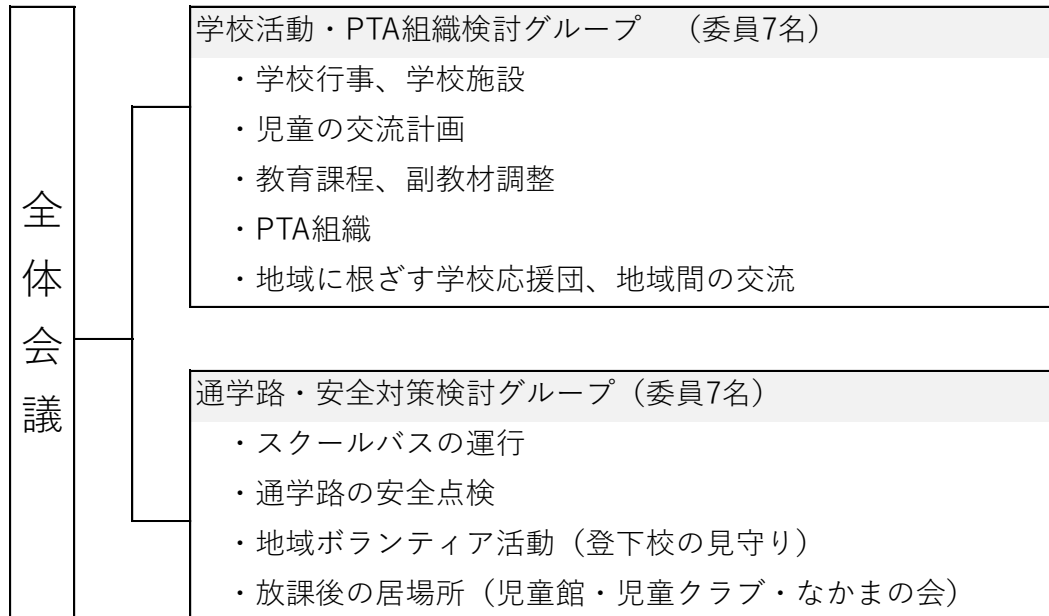 全体会議
学校活動・PTA組織検討グループ　（委員7名）
・学校行事、学校施設
・児童の交流計画
・教育課程、副教材調整
・PTA組織
・地域に根ざす学校応援団、地域間の交流
通学路・安全対策検討グループ（委員7名）
・スクールバスの運行
・通学路の安全点検
・地域ボランティア活動（登下校の見守り）
・放課後の居場所（児童館・児童クラブ・なかまの会）